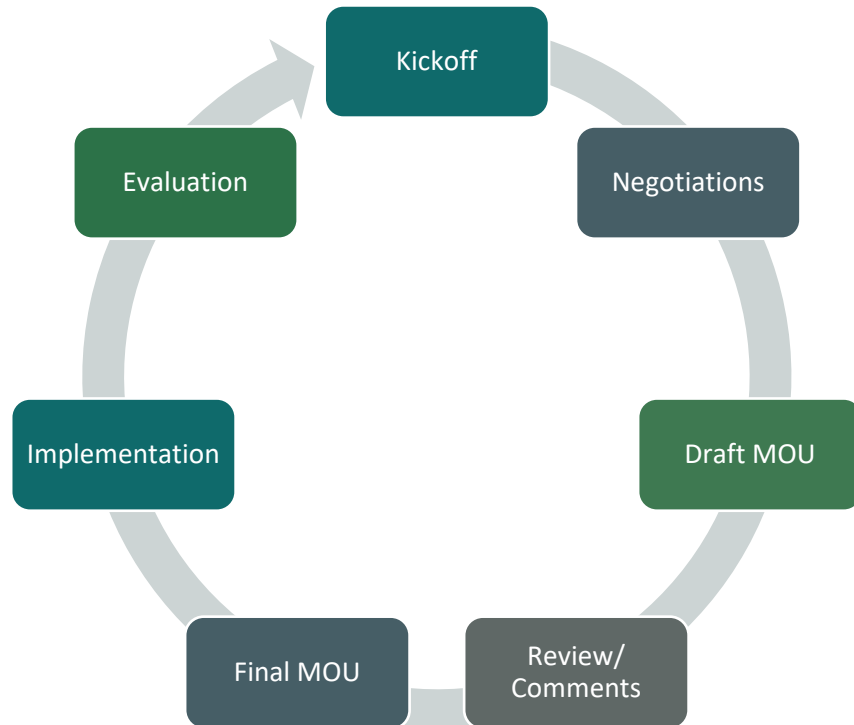 Kickoff
Negotiations
Draft MOU
Review/
Comments
Final MOU
Implementation
Evaluation